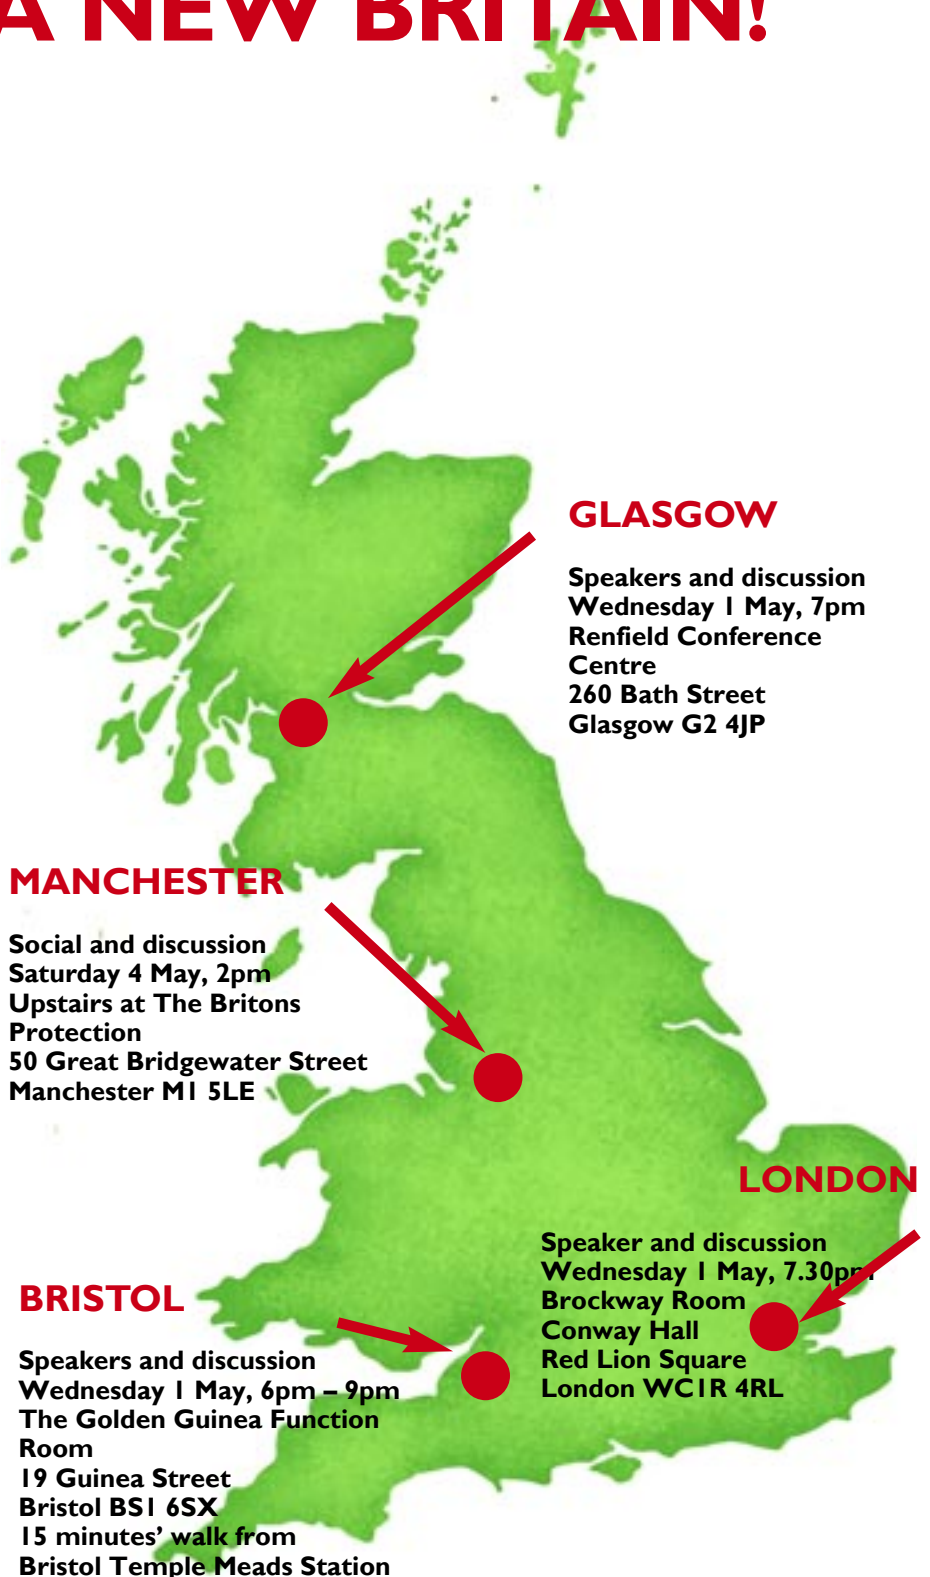 A NEW BRITAIN!
GLASGOW
Speakers and discussion
Wednesday 1 May, 7pm
Renfield Conference
Centre
260 Bath Street
Glasgow G2 4JP
MANCHESTER
Social and discussion
Saturday 4 May, 2pm
Upstairs at The Britons
Protection
50 Great Bridgewater Street
Manchester M1 5LE
LONDON
Speaker and discussion
Wednesday 1 May, 7.30pm
Brockway Room
Conway Hall
Red Lion Square
London WC1R 4RL
BRISTOL
Speakers and discussion
Wednesday 1 May, 6pm – 9pm
The Golden Guinea Function
Room
19 Guinea Street
Bristol BS1 6SX
15 minutes’ walk from
Bristol Temple Meads Station